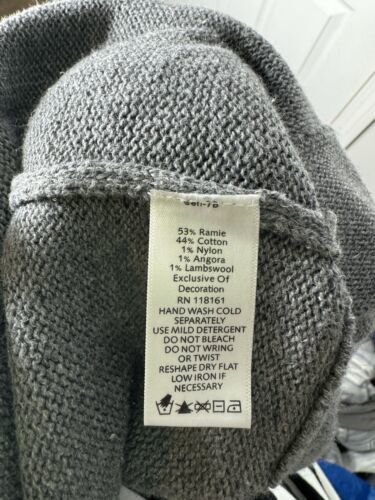 53% Ramie
44% Cotton
1% Nylon
1% Angora
1% Lambswool
Exclusive Of
Decoration
RN 118161
HAND WASH COLD
SEPARATELY
USE MILD DETERGENT
DO NOT BLEACH
DO NOT WRING
OR TWIST
RESHAPE DRY FLAT
LOW IRON IF
NECESSARY